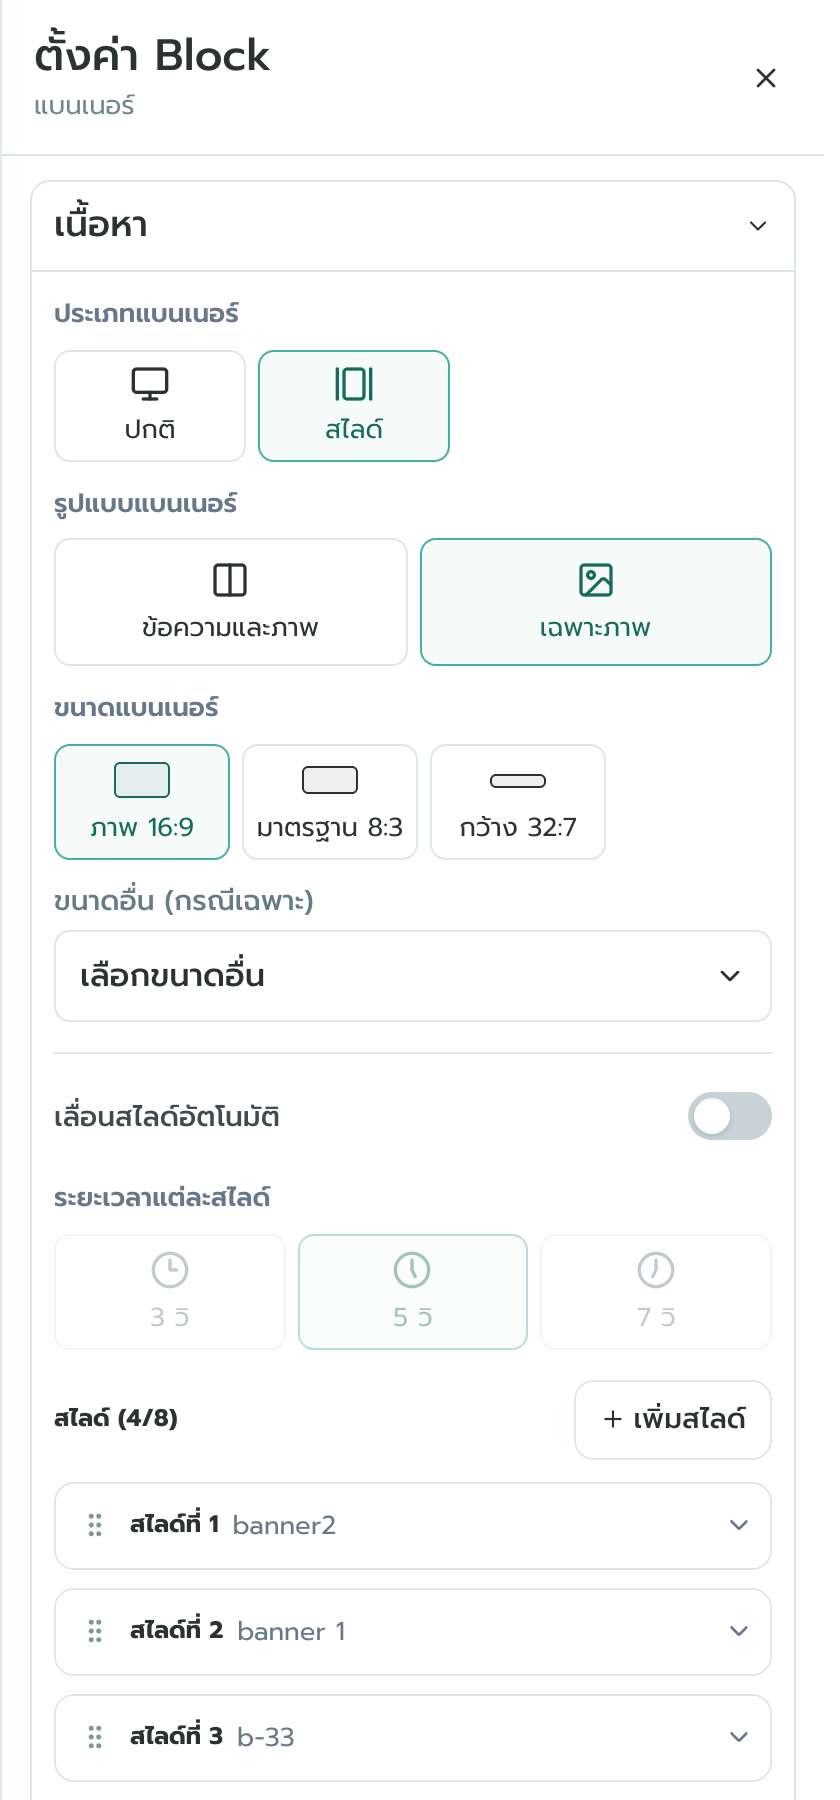 ตั้งค่า Block
แบนเนอร์
เนื้อหา
ประเภทแบนเนอร์
ปกติ
สไลด์
รูปแบบแบนเนอร์
ข้อความและภาพ
เฉพาะภาพ
ขนาดแบนเนอร์
ภาพ 16:9
มาตรฐาน 8:3
กว้าง 32:7
ขนาดอื่น (กรณีเฉพาะ)
เลือกขนาดอื่น
เลื่อนสไลด์อัตโนมัติ
ระยะเวลาแต่ละสไลด์
3 วิ
5 วิ
7 วิ
สไลด์ (4/8)
+ เพิ่มสไลด์
สไลด์ที่ 1 banner2
สไลด์ที่ 2 banner 1
สไลด์ที่ 3 b-33